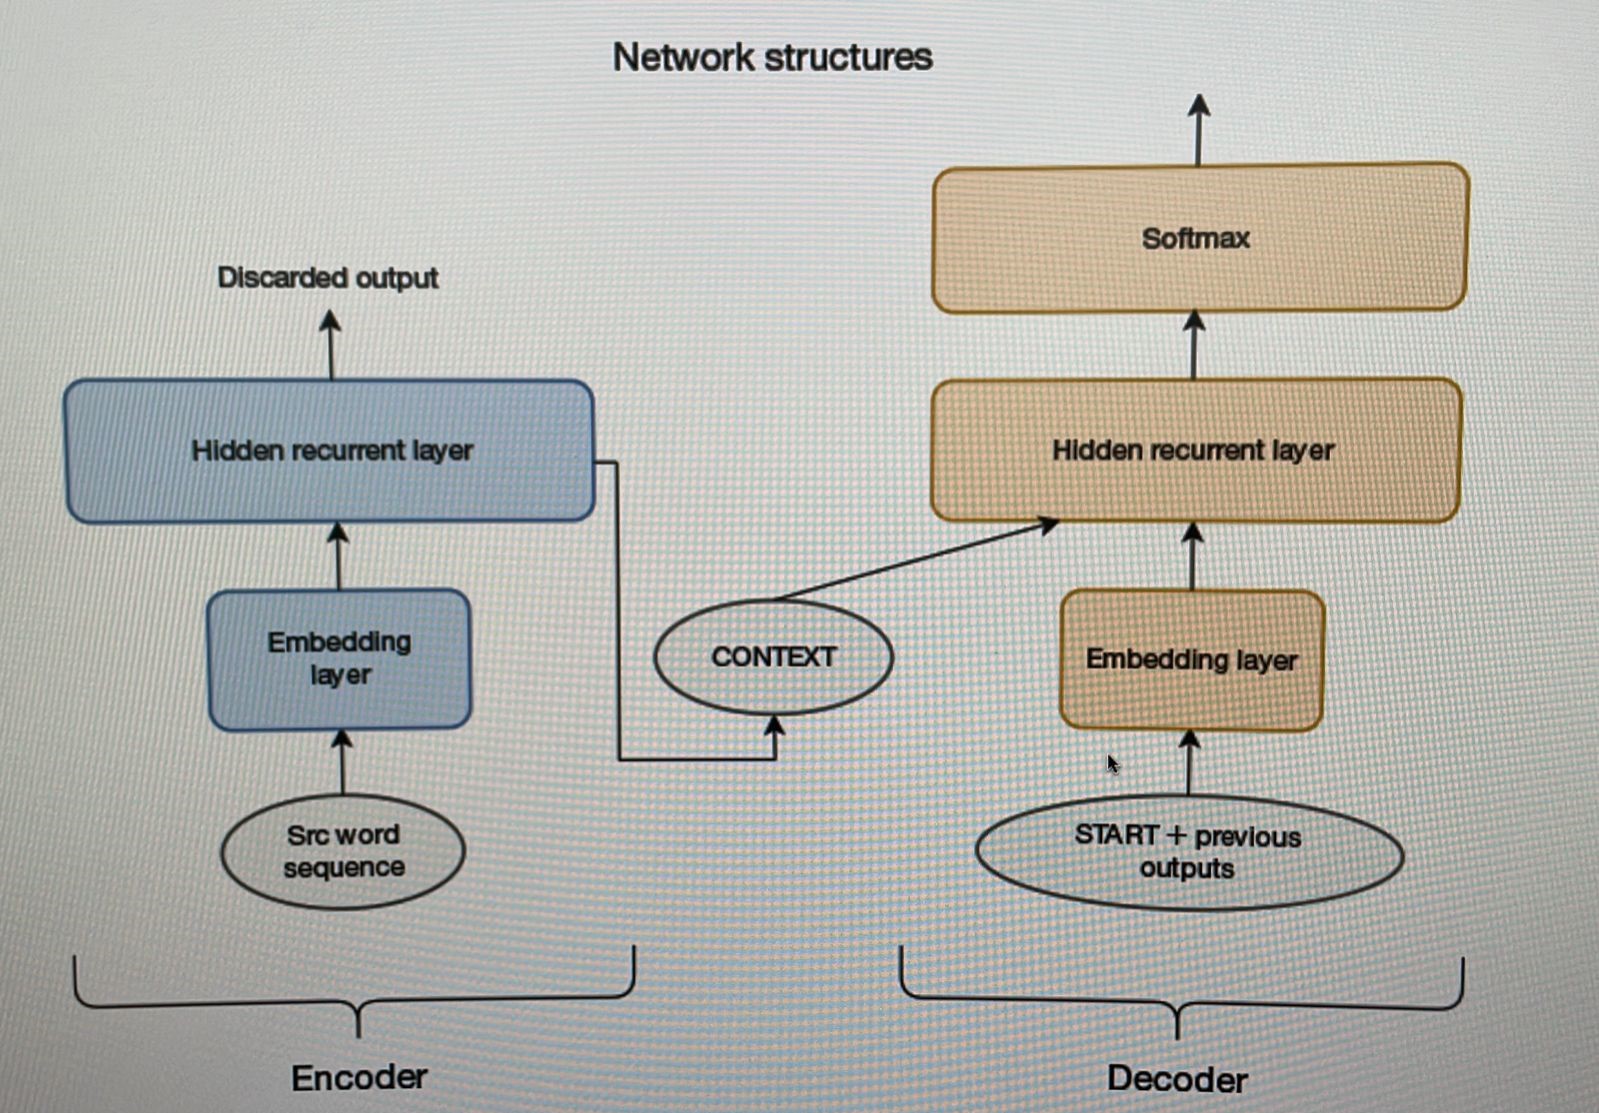 Network structures
Softmax
Discarded output
Hidden recurrent layer
Hidden recurrent layer
Embedding
layer
CONTEXT
Embedding layer
Src word
sequence
START + previous
outputs
Encoder
Decoder